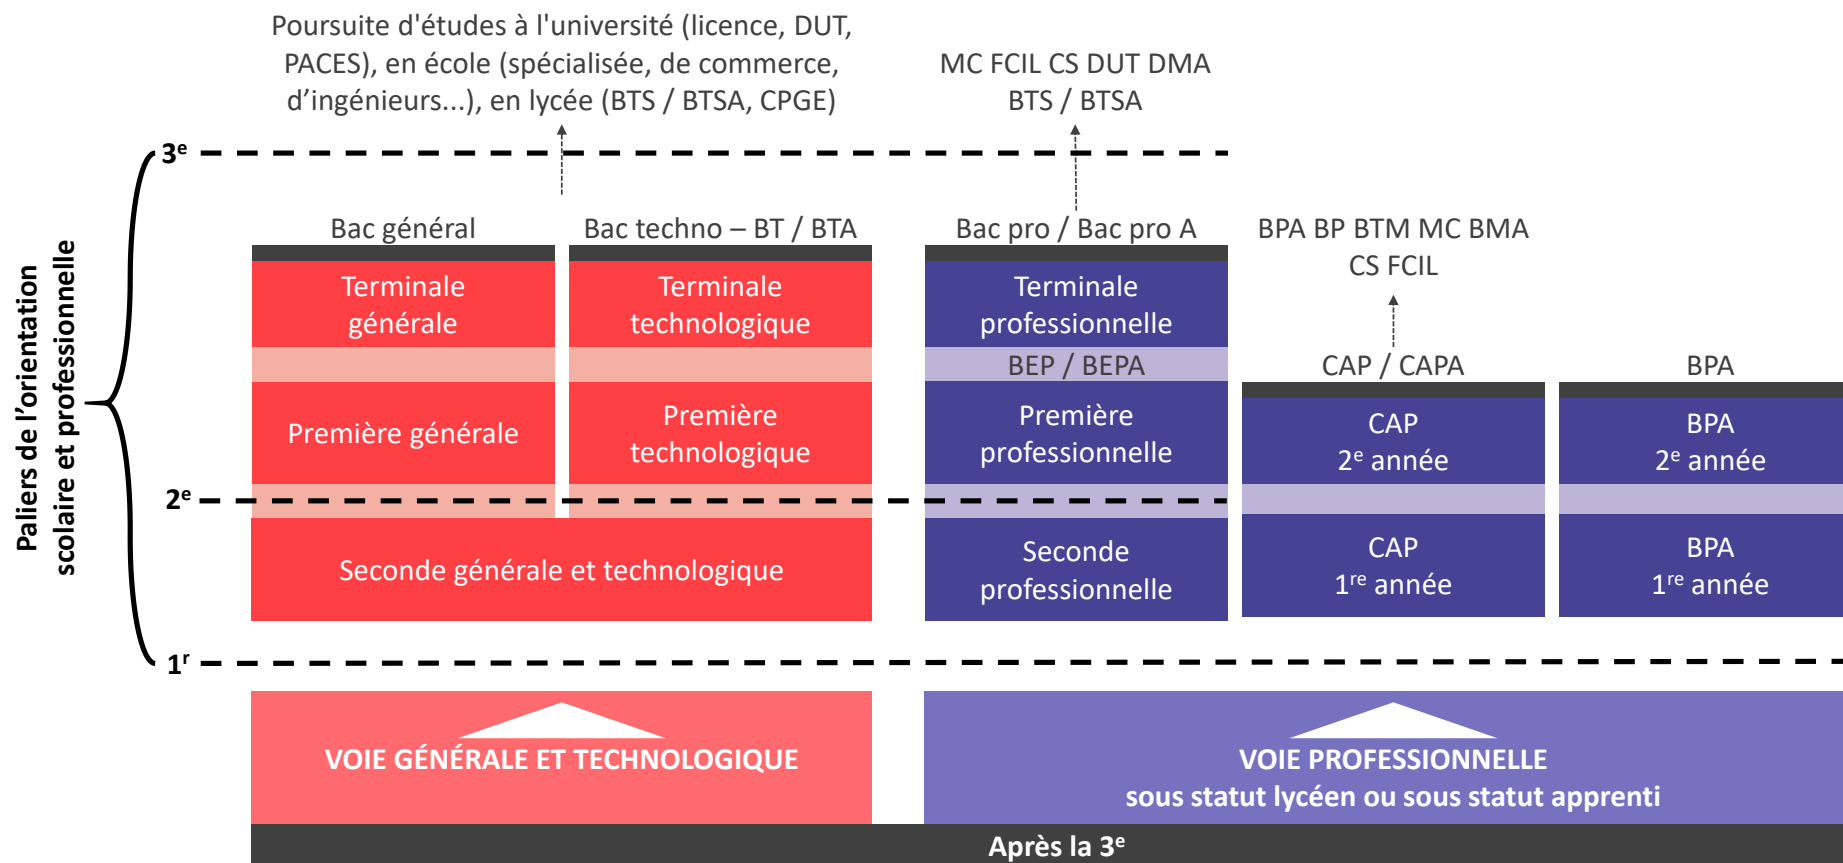 Poursuite d'études à l'université (licence, DUT,
PACES), en école (spécialisée, de commerce,
d’ingénieurs...), en lycée (BTS / BTSA, CPGE)
MC FCIL CS DUT DMA
BTS / BTSA
3e
Bac général
Bac techno – BT / BTA
Bac pro / Bac pro A
BPA BP BTM MC BMA
CS FCIL
Terminale
générale
Terminale
technologique
Terminale
professionnelle
BEP / BEPA
CAP / CAPA
BPA
Paliers de l’orientation
scolaire et professionnelle
Première générale
Première
technologique
Première
professionnelle
CAP
2e année
BPA
2e année
2e
Seconde générale et technologique
Seconde
professionnelle
CAP
1re année
BPA
1re année
1r
VOIE GÉNÉRALE ET TECHNOLOGIQUE
VOIE PROFESSIONNELLE
sous statut lycéen ou sous statut apprenti
Après la 3e